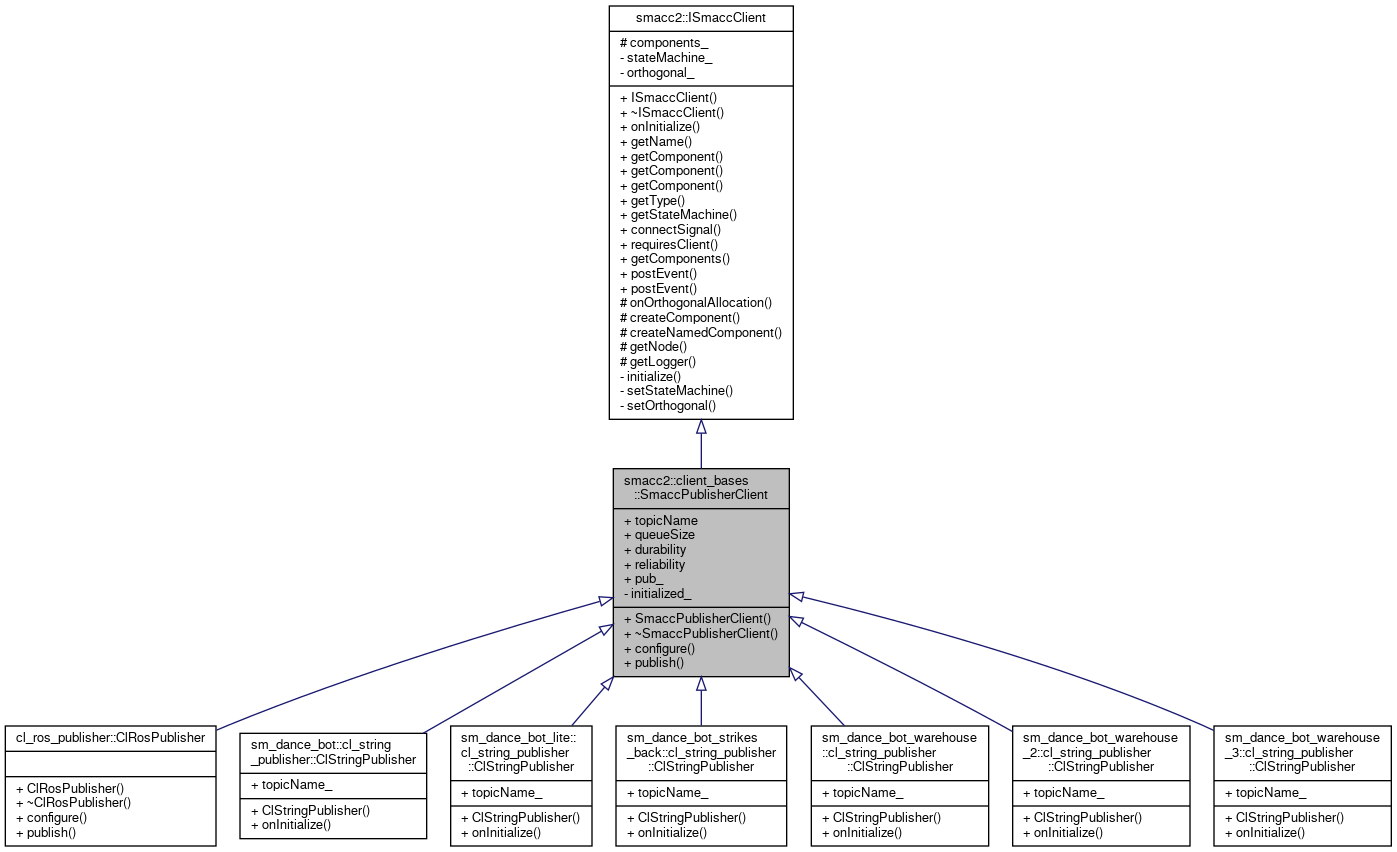 smacc2::ISmaccClient
# components_
- stateMachine_
- orthogonal_
+ ISmaccClient()
+ ~ISmaccClient()
+ onInitialize()
+ getName()
+ getComponent()
+ getComponent()
+ getComponent()
+ getType()
+ getStateMachine()
+ connectSignal()
+ requiresClient()
+ getComponents()
+ postEvent()
+ postEvent()
# onOrthogonalAllocation()
# createComponent()
# createNamedComponent()
# getNode()
# getLogger()
- initialize()
- setStateMachine()
- setOrthogonal()
smacc2::client_bases
::SmaccPublisherClient
+ topicName
+ queueSize
+ durability
+ reliability
+ pub_
- initialized_
+ SmaccPublisherClient()
+ ~SmaccPublisherClient()
+ configure()
+ publish()
cl_ros_publisher::ClRosPublisher
+ ClRosPublisher()
+ ~ClRosPublisher()
+ configure()
+ publish()
sm_dance_bot::cl_string
_publisher::ClStringPublisher
+ topicName_
+ ClStringPublisher()
+ onInitialize()
sm_dance_bot_lite::
cl_string_publisher
::ClStringPublisher
+ topicName_
+ ClStringPublisher()
+ onInitialize()
sm_dance_bot_strikes
_back::cl_string_publisher
::ClStringPublisher
+ topicName_
+ ClStringPublisher()
+ onInitialize()
sm_dance_bot_warehouse
::cl_string_publisher
::ClStringPublisher
+ topicName_
+ ClStringPublisher()
+ onInitialize()
sm_dance_bot_warehouse
_2::cl_string_publisher
::ClStringPublisher
+ topicName_
+ ClStringPublisher()
+ onInitialize()
sm_dance_bot_warehouse
_3::cl_string_publisher
::ClStringPublisher
+ topicName_
+ ClStringPublisher()
+ onInitialize()